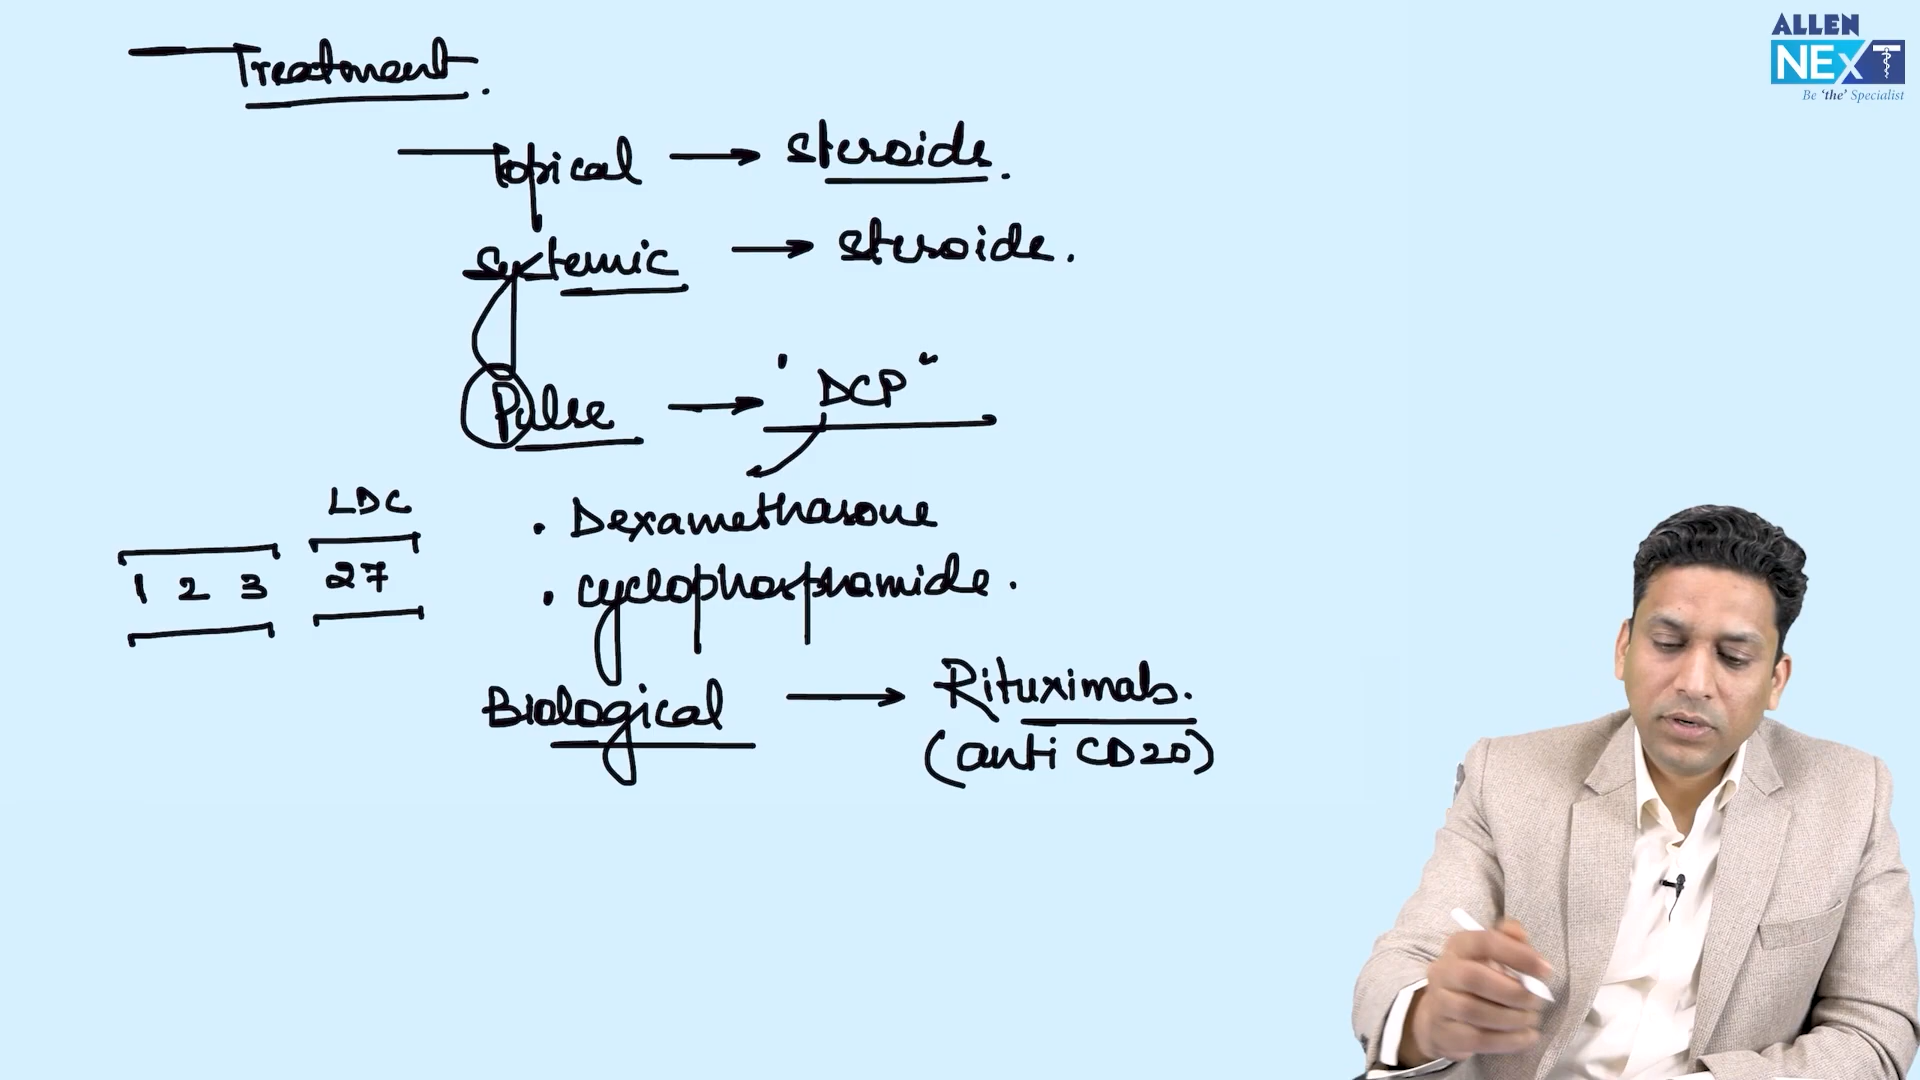 ALLEN
NEXT
Be 'the' Specialist
Treatment.
Topical → steroids.
Systemic → steroids.
Pulse → "DCP"
LDC
1 2 3 27
. Dexamethasone
. cyclophosphamide.
Biological → Rituximab.
(anti CD20)